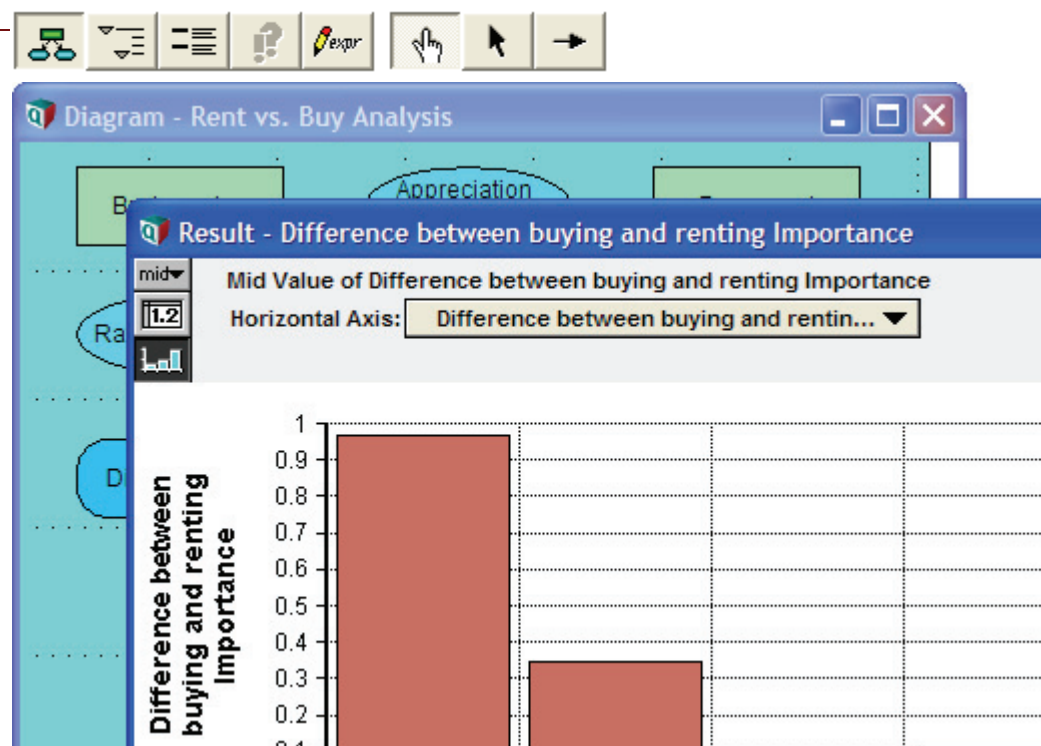 expr
Diagram - Rent vs. Buy Analysis
Appreciation
Result - Difference between buying and renting Importance
mid
Mid Value of Difference between buying and renting Importance
1.2
Horizontal Axis: Difference between buying and rentin...
Ra
D
Difference between
buying and renting
Importance
1
0.9
0.8
0.7
0.6
0.5
0.4
0.3
0.2